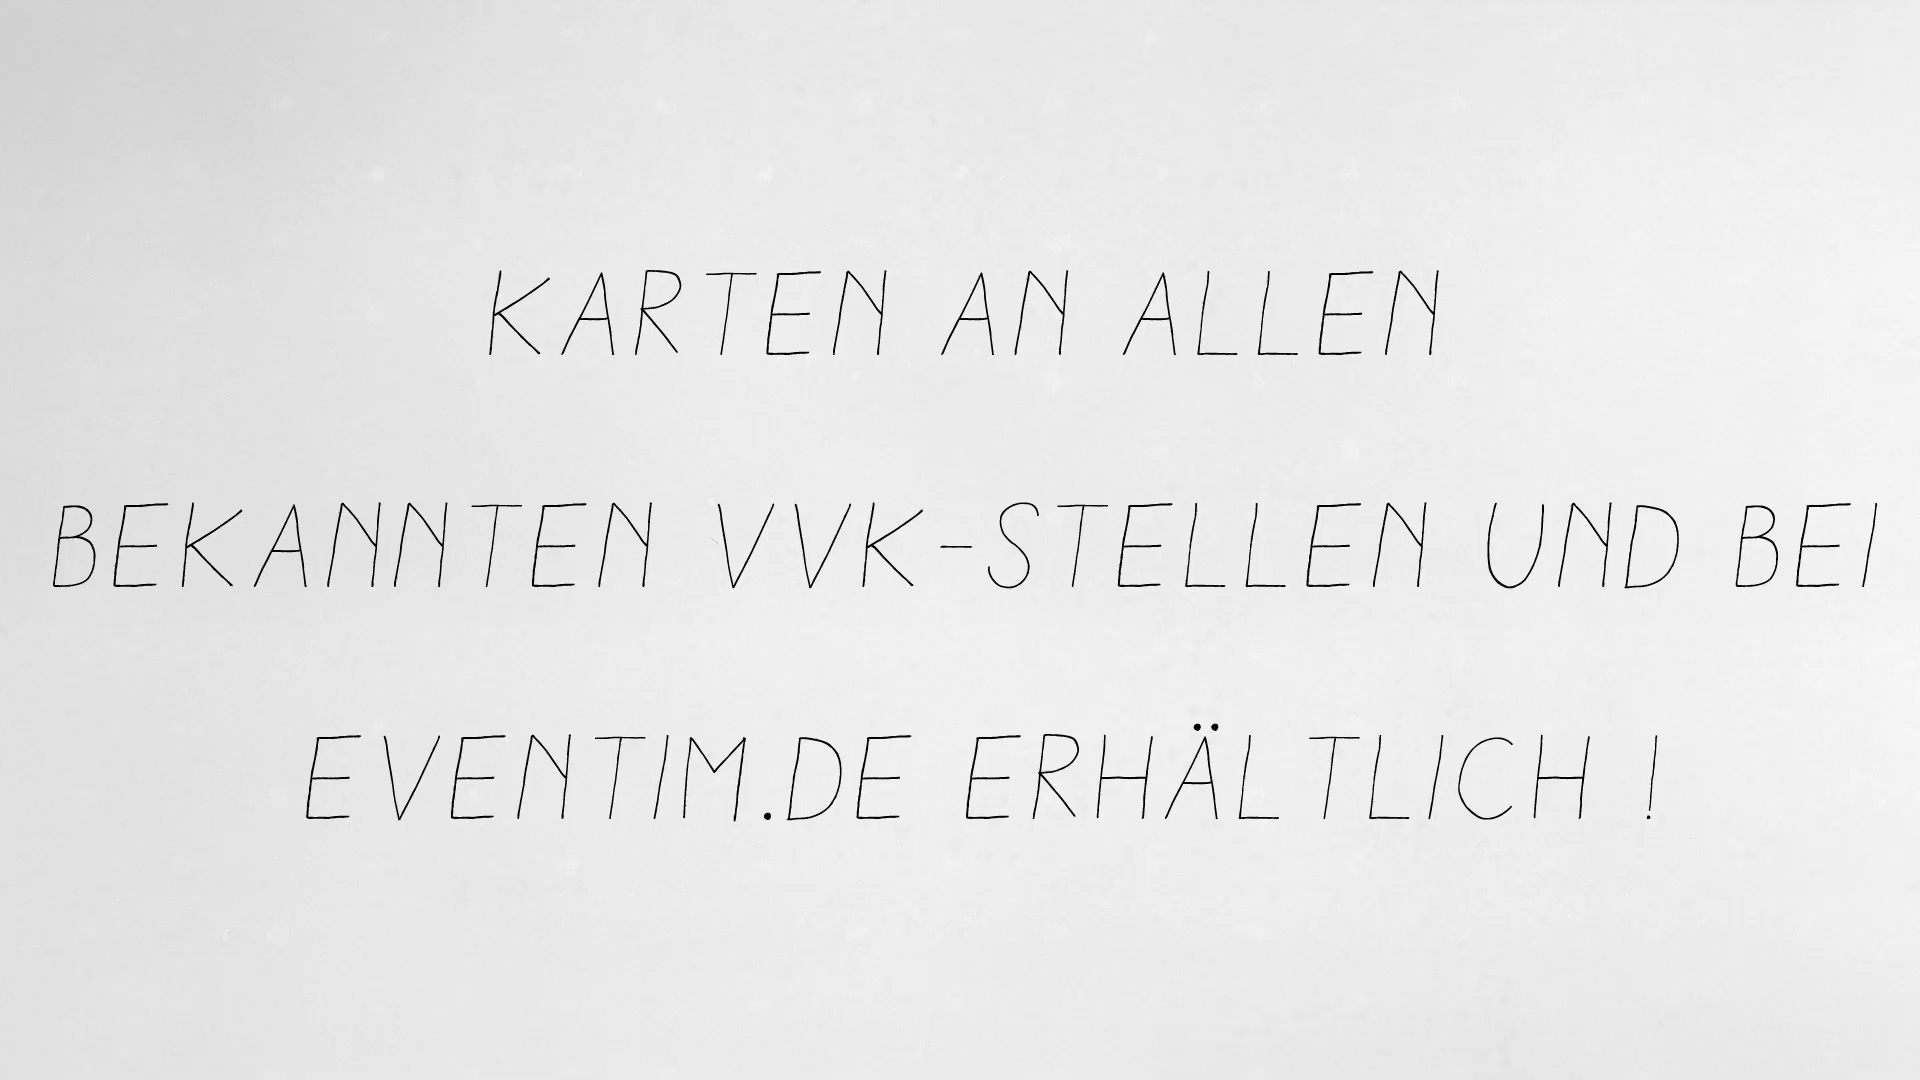 KARTEN AN ALLEN
BEKANNTEN VVK-STELLEN UND BEI
EVENTIM.DE ERHÄLTLICH !